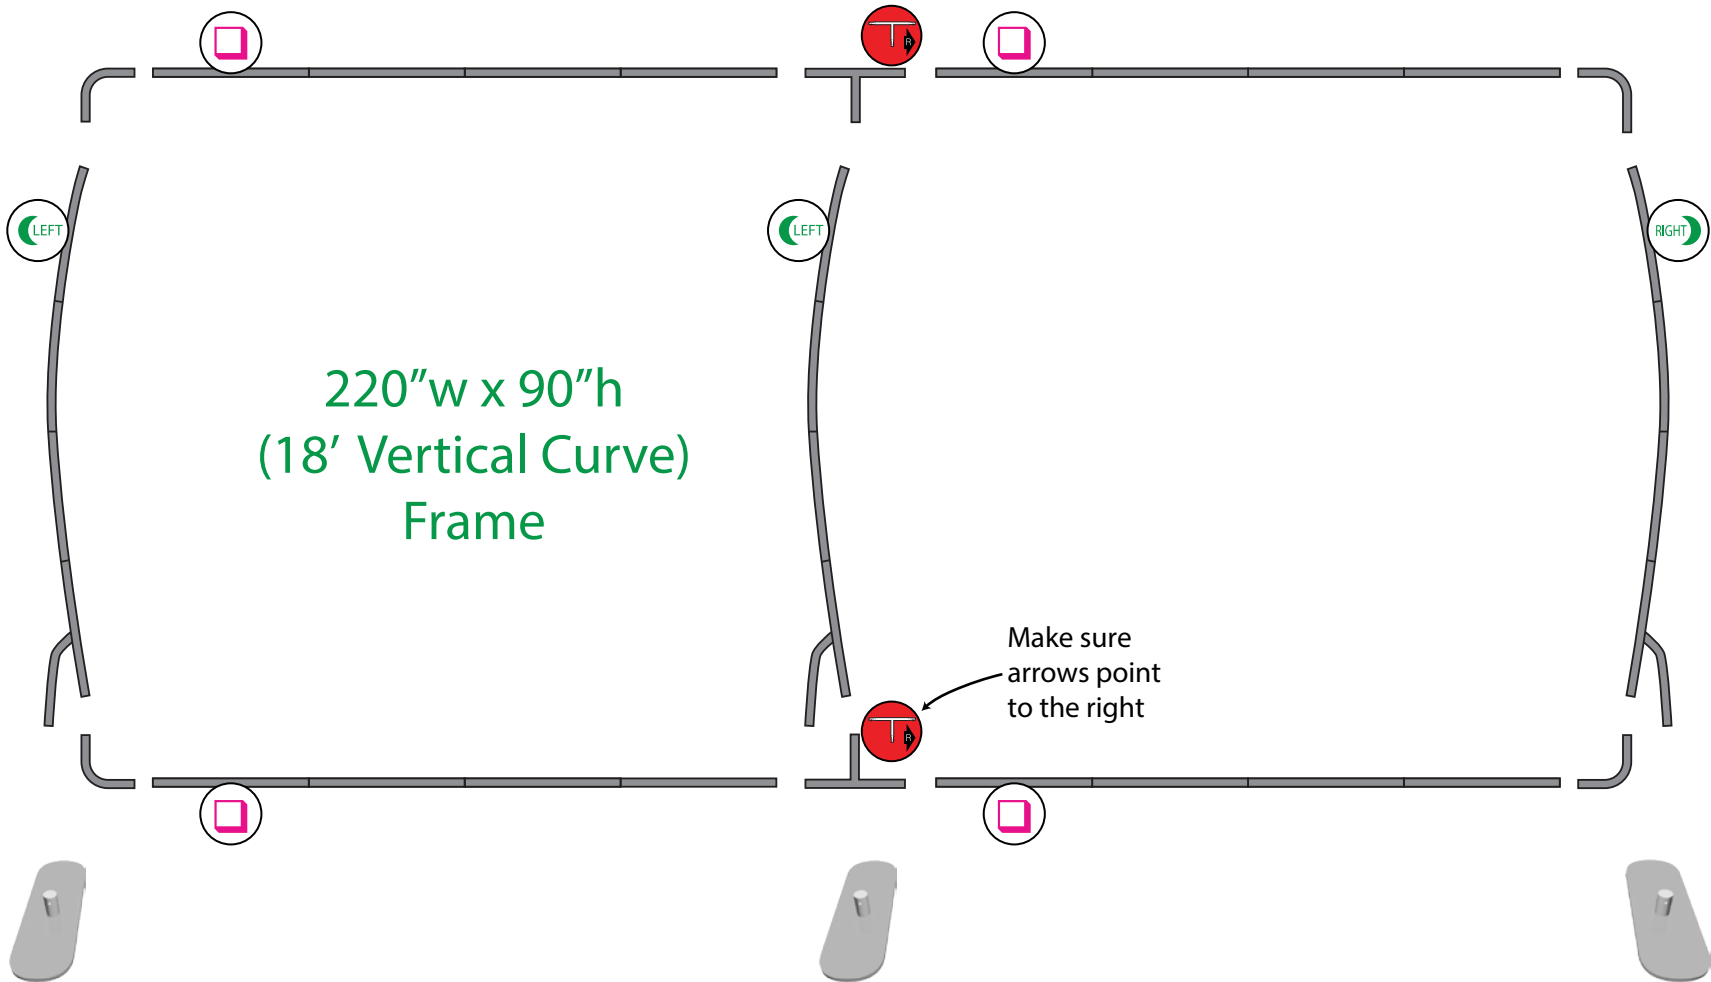 R
LEFT
LEFT
RIGHT
220”w x 90”h
(18’ Vertical Curve)
Frame
Make sure
arrows point
to the right
R